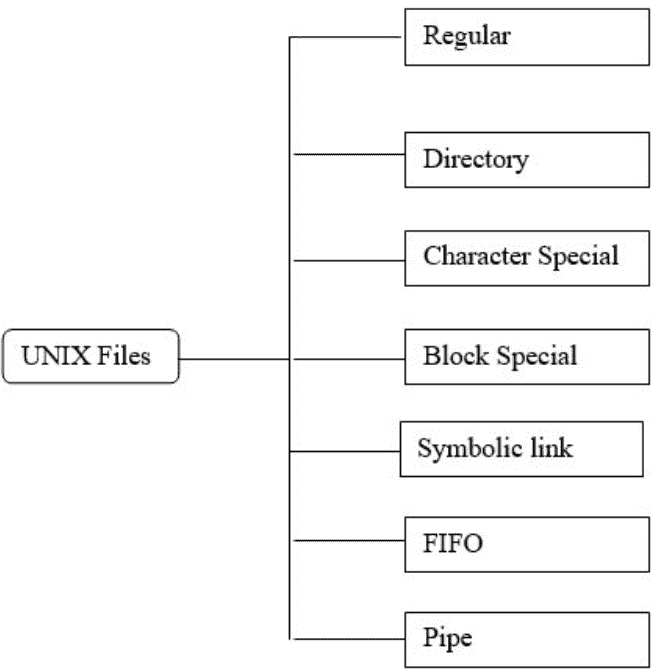 Regular
Directory
Character Special
UNIX Files
Block Special
Symbolic link
FIFO
Pipe